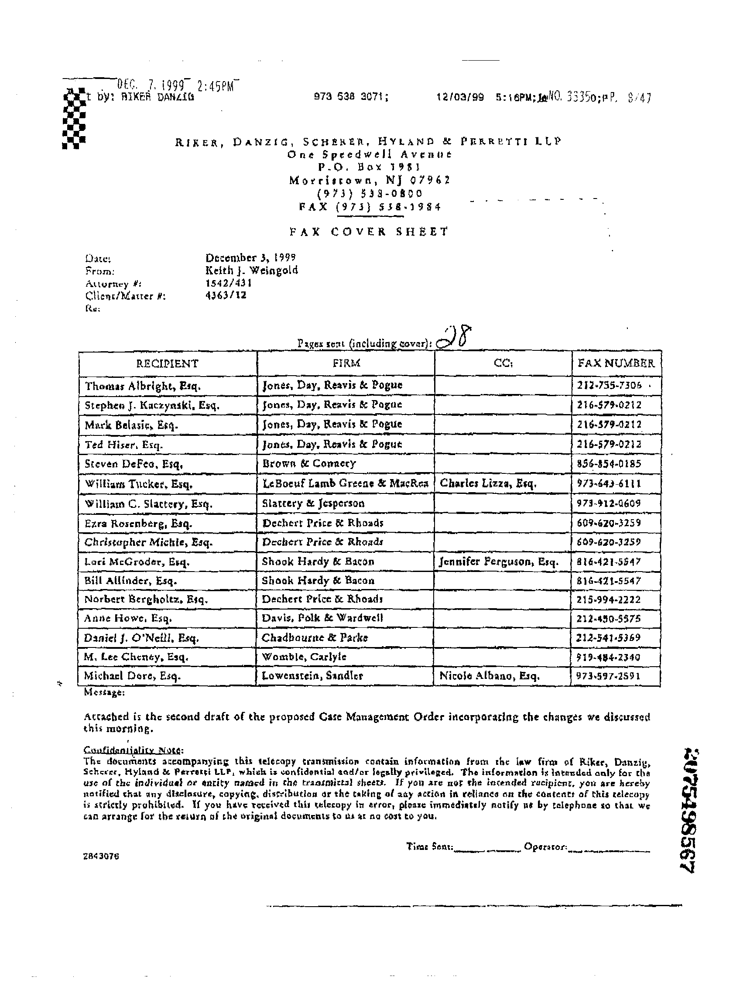 DEC. 7. 1999 2:45PM
t by: RIKER DANZIG 973 538 3071; 12/03/99 5:16PM; NO. 3335 P. 8/47
RIKER, DANZIG, SCHERER, HYLAND & PERRETTI LLP
One Speedwell Avenue
P.O. Box 1981
Morristown, NJ 07962
(973) 538-0800
FAX (973) 538-1984
FAX COVER SHEET
Date: December 3, 1999
From: Keith J. Weingold
Attorney #: 1542/431
Client/Matter #: 4363/12
Re:
Pages sent (including cover): 28
RECIPIENT FIRM CC: FAX NUMBER
Thomas Albright, Esq. Jones, Day, Reavis & Pogue 212-755-7306
Stephen J. Kaczynski, Esq. Jones, Day, Reavis & Pogue 216-579-0212
Mark Belasic, Esq. Jones, Day, Reavis & Pogue 216-579-0212
Ted Hiser, Esq. Jones, Day, Reavis & Pogue 216-579-0212
Steven DeFeo, Esq. Brown & Connery 856-854-0185
William Tucker, Esq. LeBoeuf Lamb Greene & MacRea Charles Lizza, Esq. 973-643-6111
William C. Slattery, Esq. Slattery & Jesperson 973-912-0609
Ezra Rosenberg, Esq. Dechert Price & Rhoads 609-620-3259
Christopher Michie, Esq. Dechert Price & Rhoads 609-620-3259
Lori McGroder, Esq. Shook Hardy & Bacon Jennifer Ferguson, Esq. 816-421-5547
Bill Allinder, Esq. Shook Hardy & Bacon 816-421-5547
Norbert Bergholtz, Esq. Dechert Price & Rhoads 215-994-2222
Anne Howe, Esq. Davis, Polk & Wardwell 212-450-5575
Daniel J. O'Neill, Esq. Chadbourne & Parke 212-541-5369
M. Lee Cheney, Esq. Womble, Carlyle 919-484-2340
Michael Dore, Esq. Lowenstein, Sandler Nicole Albano, Esq. 973-597-2591
Message:
Attached is the second draft of the proposed Case Management Order incorporating the changes we discussed
this morning.
Confidentiality Note:
The documents accompanying this telecopy transmission contain information from the law firm of Riker, Danzig,
Scherer, Hyland & Perretti LLP, which is confidential and/or legally privileged. The information is intended only for the
use of the individual or entity named in the transmittal sheets. If you are not the intended recipient, you are hereby
notified that any disclosure, copying, distribution or the taking of any action in reliance on the contents of this telecopy
is strictly prohibited. If you have received this telecopy in error, please immediately notify us by telephone so that we
can arrange for the return of the original documents to us at no cost to you.
Time Sent: Operator:
2843076
2075498567